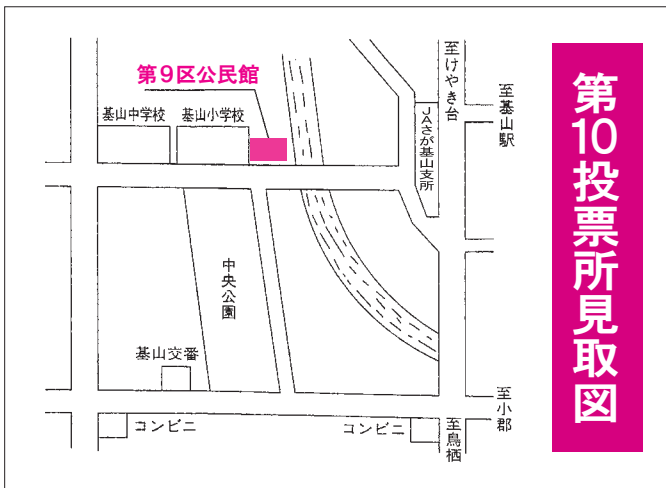 第10投票所見取図
至けやき台
至基山駅
第9区公民館
基山中学校
基山小学校
JAさが基山支所
中央公園
基山交番
コンビニ
コンビニ
至鳥栖
至小郡